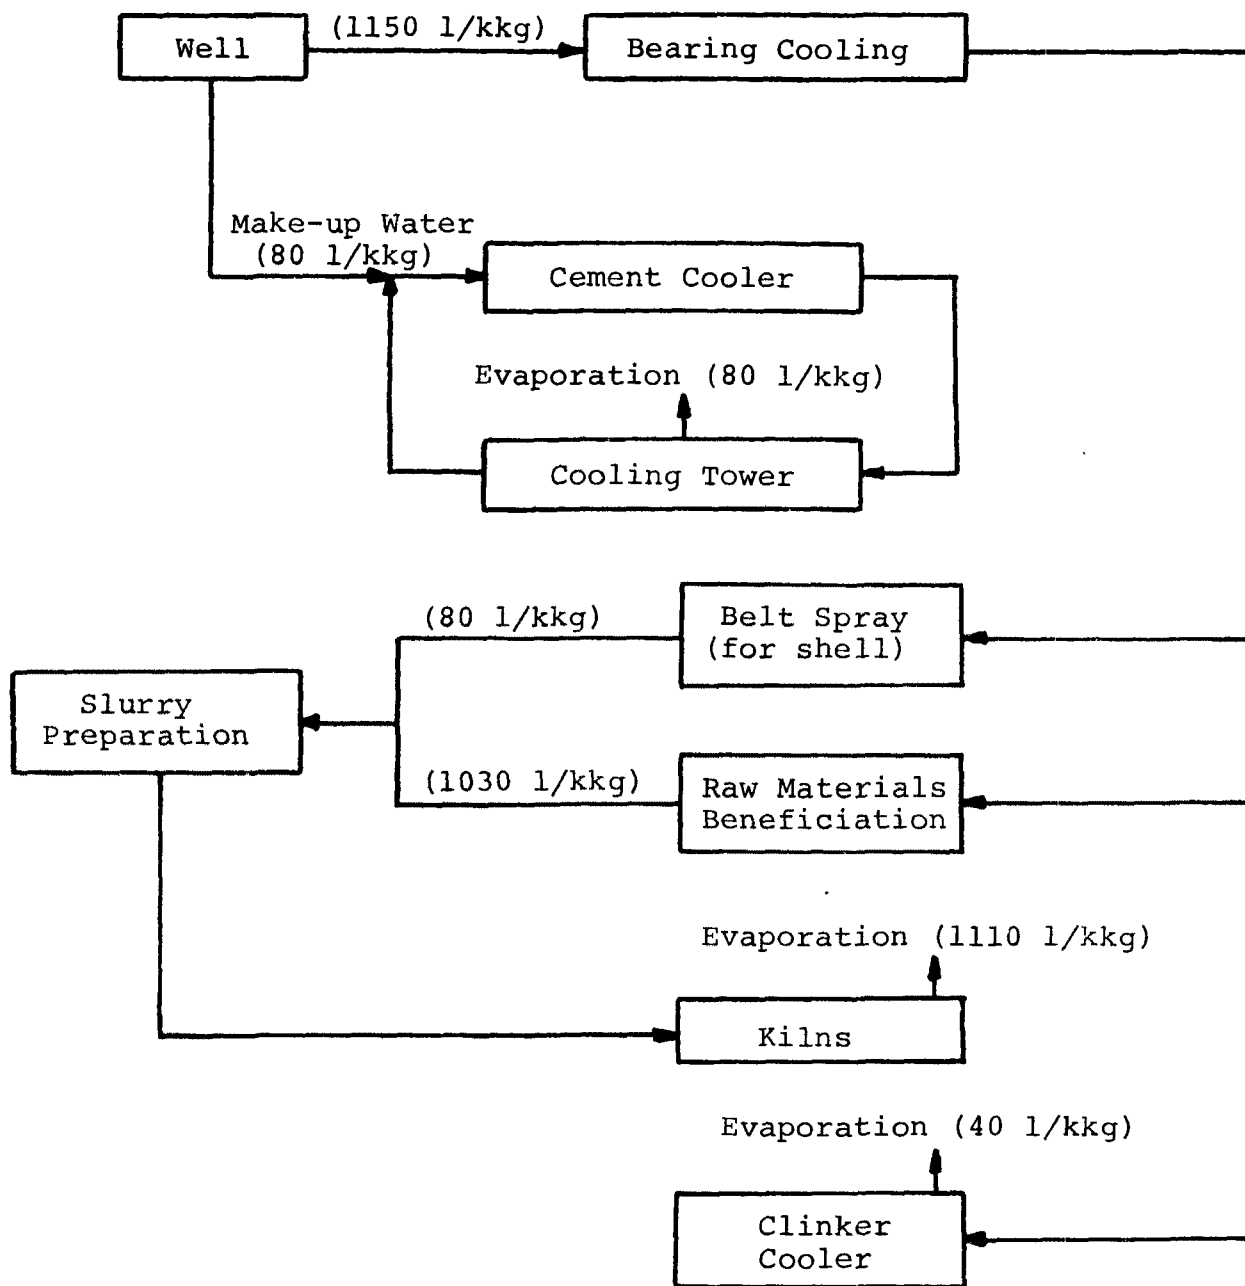 Well
(1150 l/kkg)
Bearing Cooling
Make-up Water
(80 l/kkg)
Cement Cooler
Evaporation (80 l/kkg)
Cooling Tower
(80 l/kkg)
Belt Spray
(for shell)
Slurry
Preparation
(1030 l/kkg)
Raw Materials
Beneficiation
Evaporation (1110 l/kkg)
Kilns
Evaporation (40 l/kkg)
Clinker
Cooler